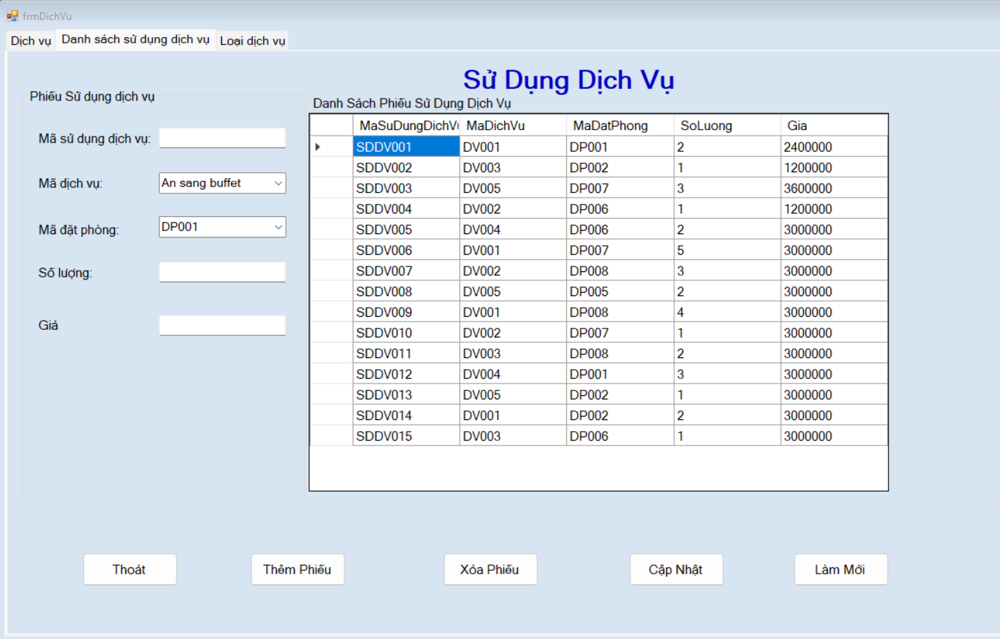 frmDichVu
Dịch vụ Danh sách sử dụng dịch vụ Loại dịch vụ
Sử Dụng Dịch Vụ
Phiếu Sử dụng dịch vụ
Mã sử dụng dịch vụ:
Mã dịch vụ: An sang buffet
Mã đặt phòng: DP001
Số lượng:
Giá
Danh Sách Phiếu Sử Dụng Dịch Vụ
MaSuDungDichVu MaDichVu MaDatPhong SoLuong Gia
SDDV001 DV001 DP001 2 2400000
SDDV002 DV003 DP002 1 1200000
SDDV003 DV005 DP007 3 3600000
SDDV004 DV002 DP006 1 1200000
SDDV005 DV004 DP006 2 3000000
SDDV006 DV001 DP007 5 3000000
SDDV007 DV002 DP008 3 3000000
SDDV008 DV005 DP005 2 3000000
SDDV009 DV001 DP008 4 3000000
SDDV010 DV002 DP007 1 3000000
SDDV011 DV003 DP008 2 3000000
SDDV012 DV004 DP001 3 3000000
SDDV013 DV005 DP002 1 3000000
SDDV014 DV001 DP002 2 3000000
SDDV015 DV003 DP006 1 3000000
Thoát Thêm Phiếu Xóa Phiếu Cập Nhật Làm Mới